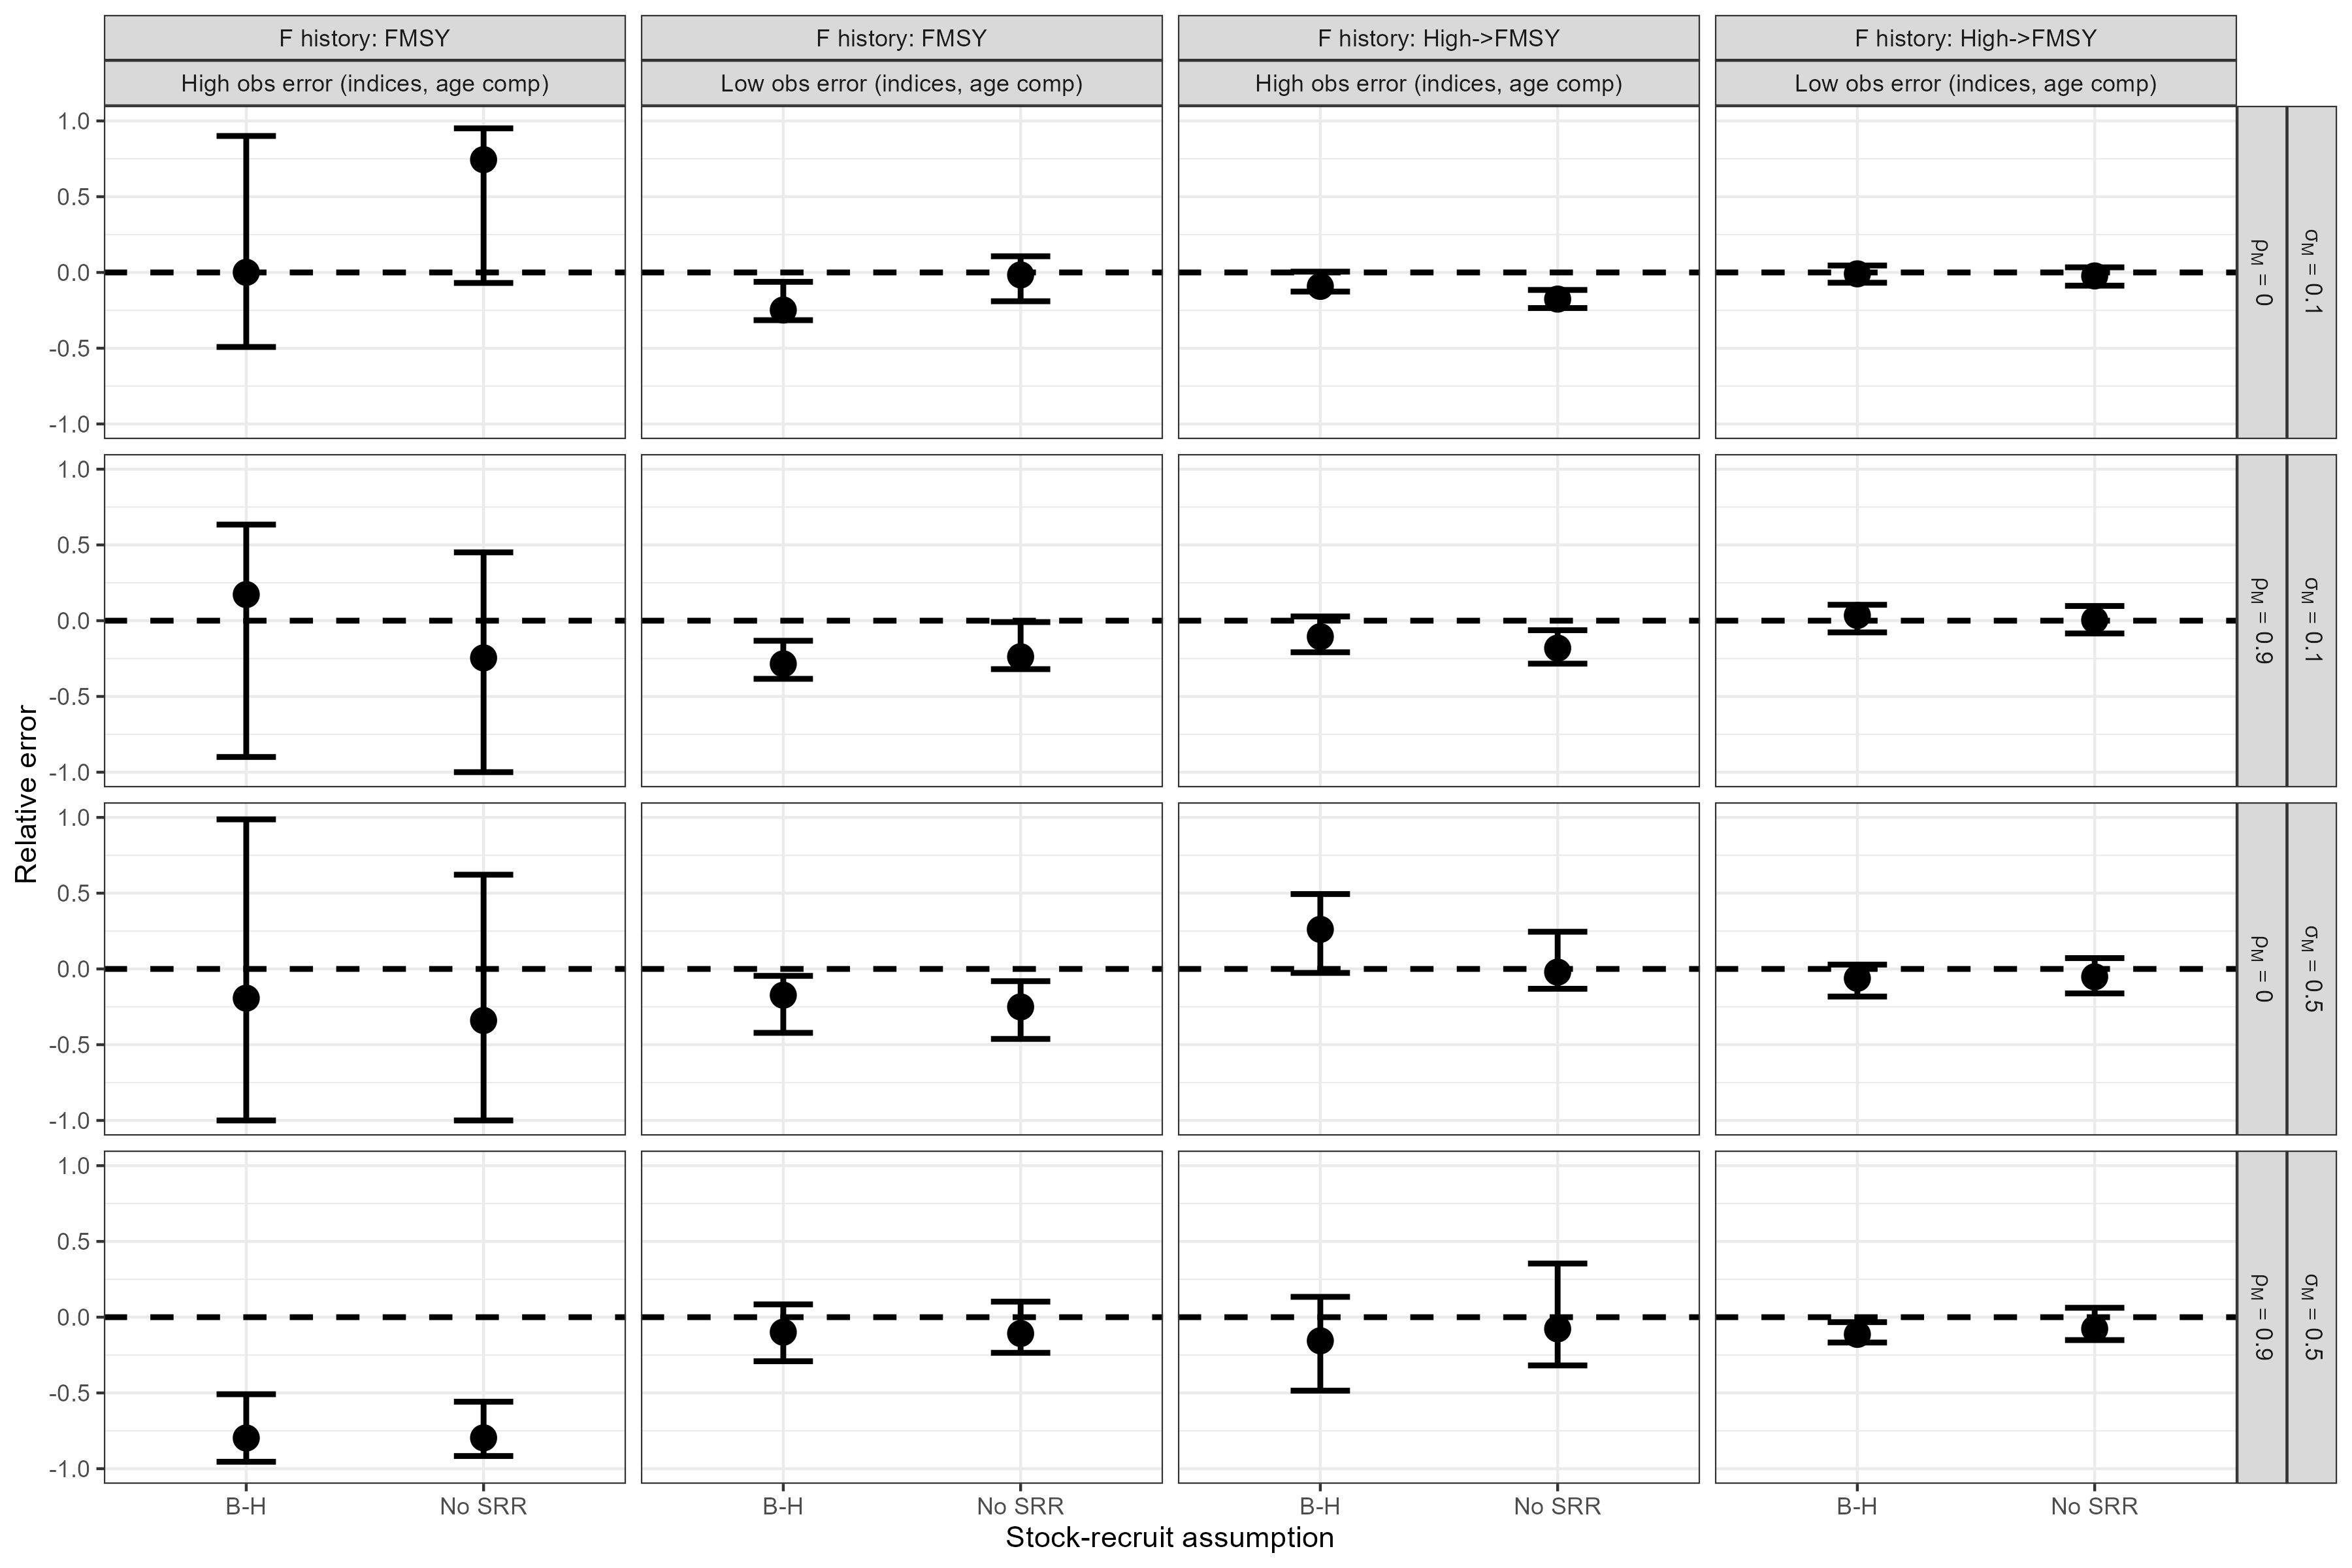 F history: FMSY
F history: FMSY
F history: High->FMSY
F history: High->FMSY
High obs error (indices, age comp)
Low obs error (indices, age comp)
High obs error (indices, age comp)
Low obs error (indices, age comp)
1.0
0.5
0.0
-0.5
-1.0
ρM = 0
σM = 0.1
1.0
0.5
0.0
-0.5
-1.0
ρM = 0.9
σM = 0.1
1.0
0.5
0.0
-0.5
-1.0
ρM = 0
σM = 0.5
1.0
0.5
0.0
-0.5
-1.0
ρM = 0.9
σM = 0.5
Relative error
B-H
No SRR
B-H
No SRR
B-H
No SRR
B-H
No SRR
Stock-recruit assumption